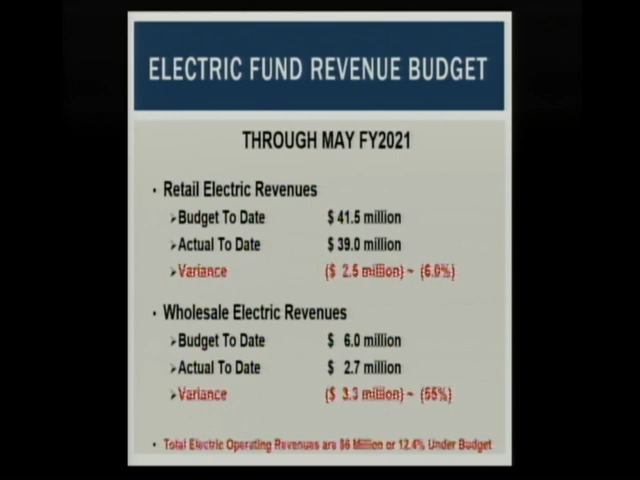 ELECTRIC FUND REVENUE BUDGET
THROUGH MAY FY2021
• Retail Electric Revenues
➢Budget To Date $ 41.5 million
➢Actual To Date $ 39.0 million
➢Variance ($ 2.5 million) ~ (6.0%)
• Wholesale Electric Revenues
➢Budget To Date $ 6.0 million
➢Actual To Date $ 2.7 million
➢Variance ($ 3.3 million) ~ (55%)
• Total Electric Operating Revenues are $6 Million or 12.4% Under Budget